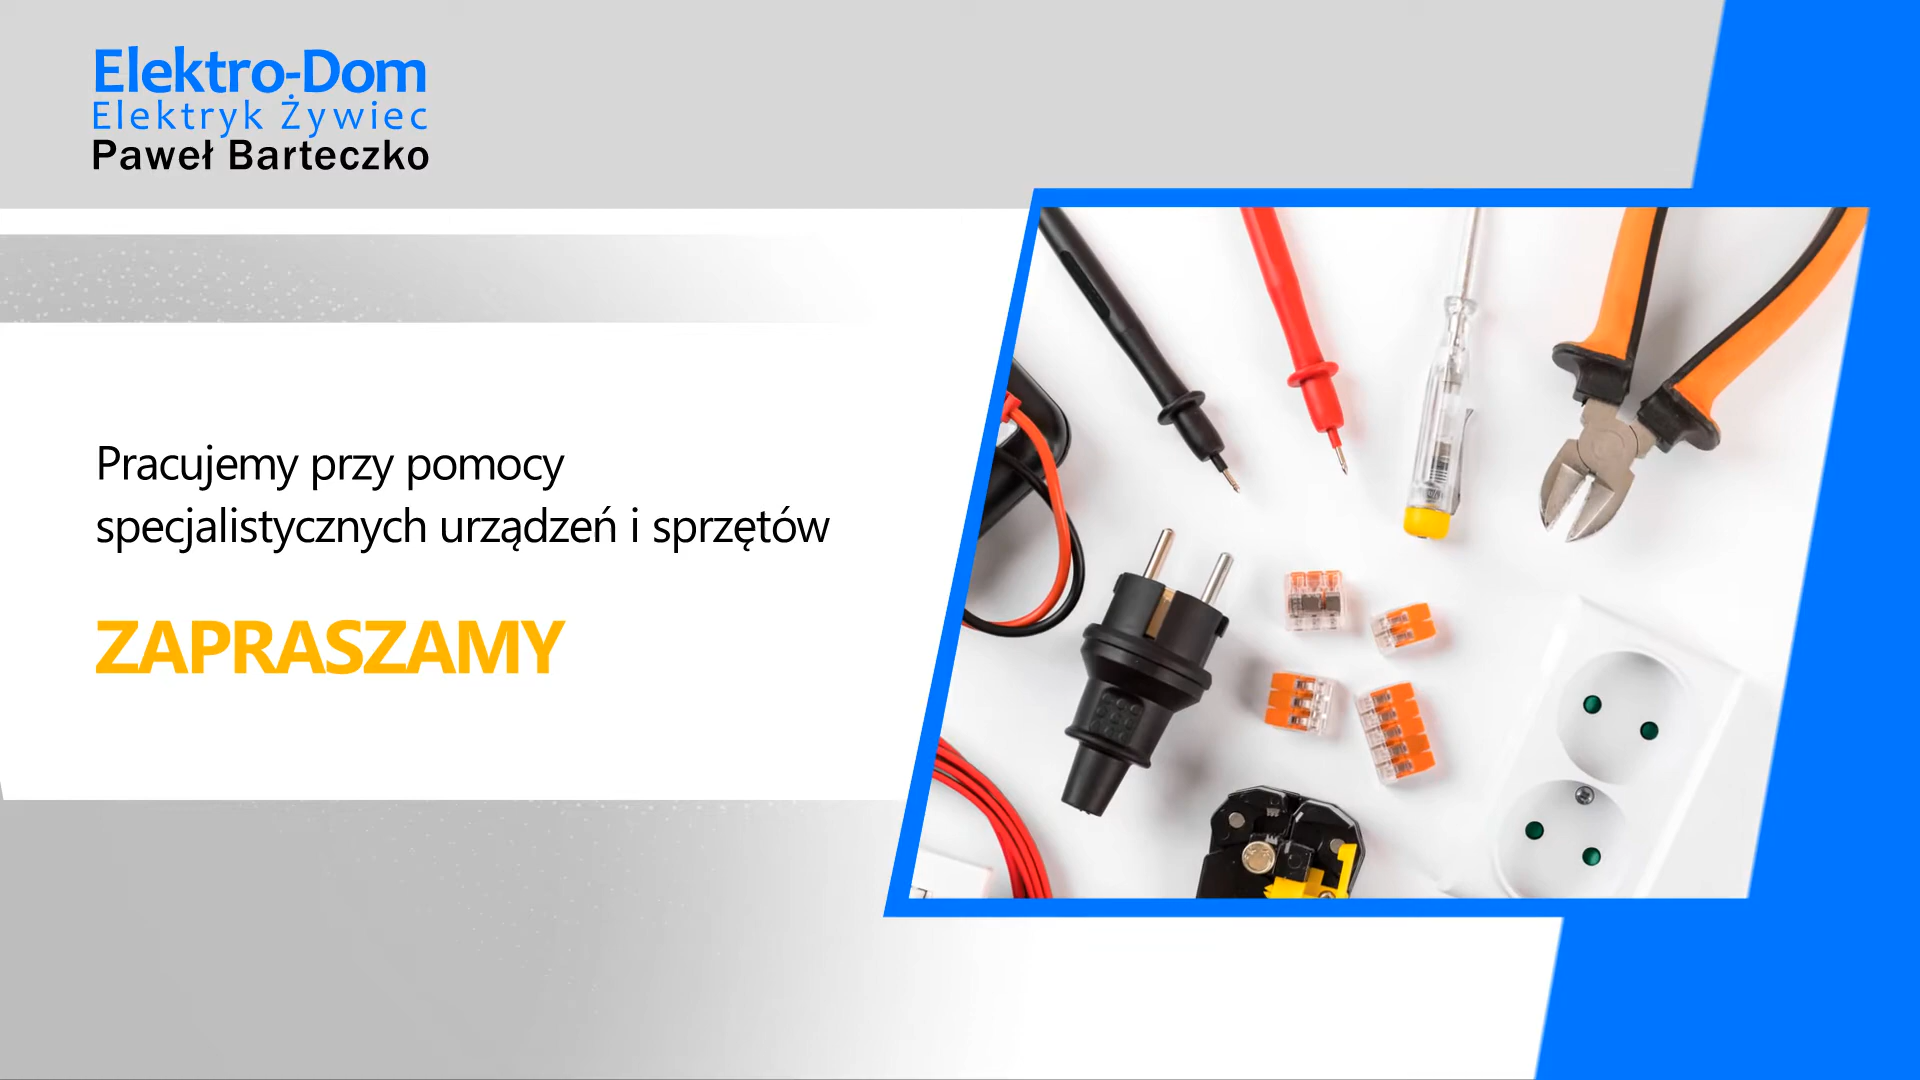 Elektro-Dom
Elektryk Żywiec
Paweł Barteczko
Pracujemy przy pomocy
specjalistycznych urządzeń i sprzętów
ZAPRASZAMY